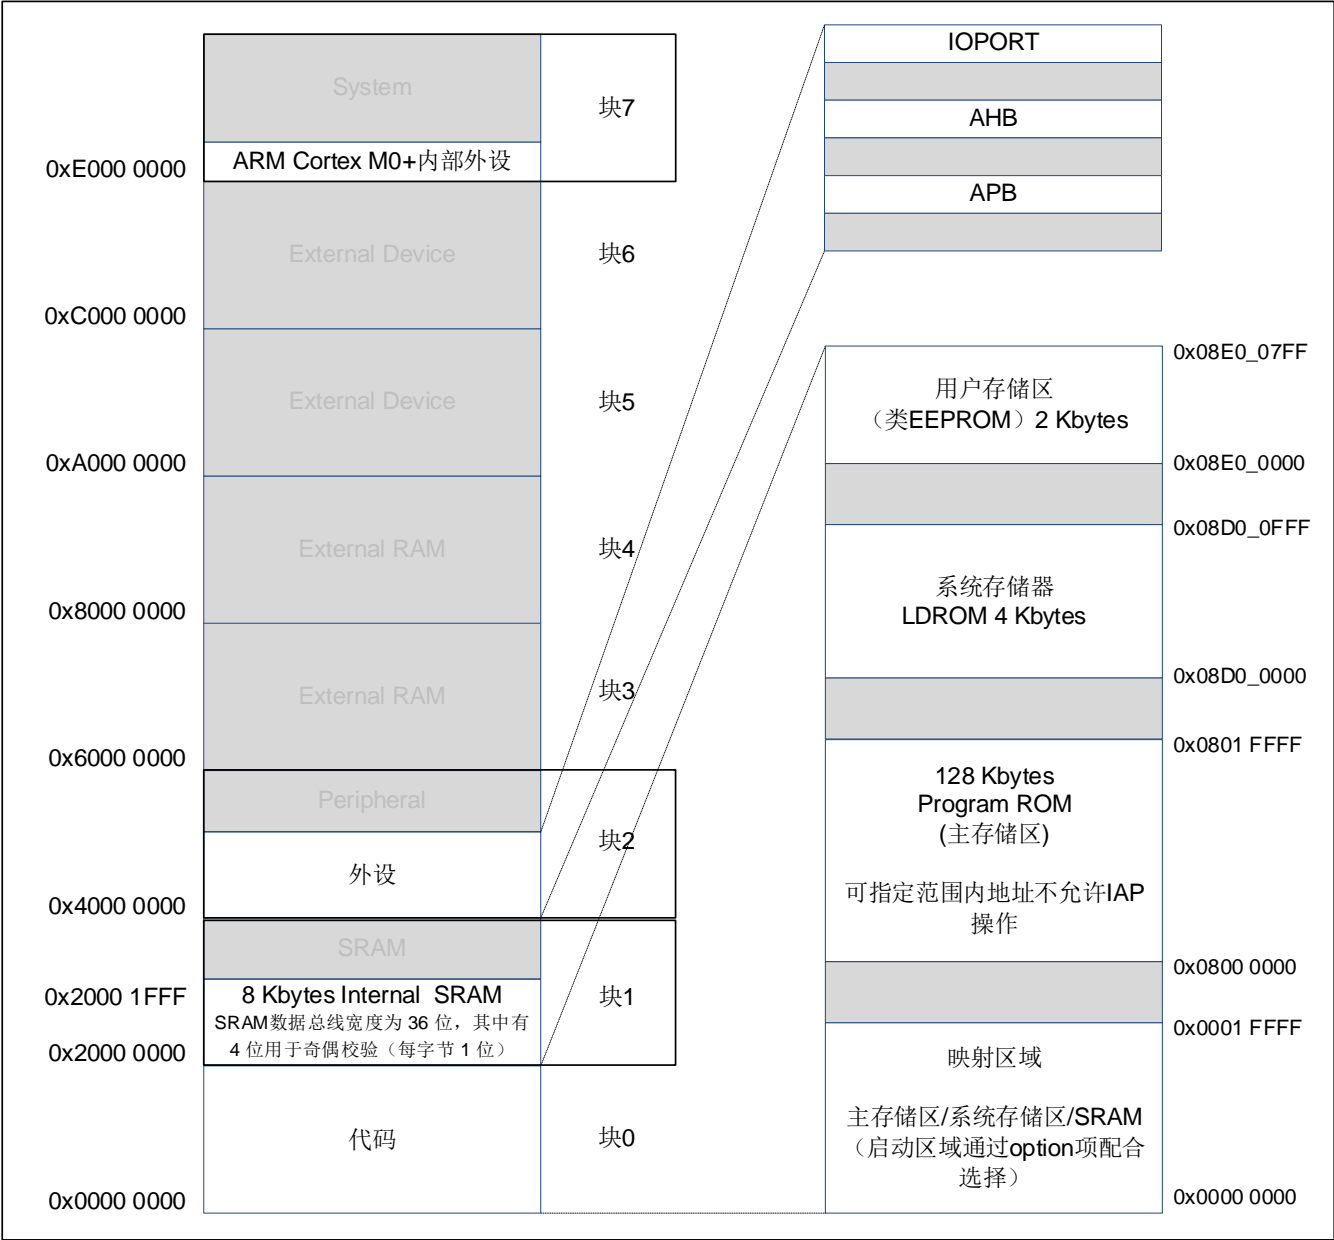 System
块7
0xE000 0000
ARM Cortex M0+内部外设
External Device
块6
0xC000 0000
External Device
块5
0xA000 0000
External RAM
块4
0x8000 0000
External RAM
块3
0x6000 0000
Peripheral
块2
外设
0x4000 0000
SRAM
0x2000 1FFF
8 Kbytes Internal SRAM
块1
SRAM数据总线宽度为 36 位，其中有
4 位用于奇偶校验（每字节 1 位）
0x2000 0000
代码
块0
0x0000 0000
IOPORT
AHB
APB
0x08E0_07FF
用户存储区
（类EEPROM）2 Kbytes
0x08E0_0000
0x08D0_0FFF
系统存储器
LDROM 4 Kbytes
0x08D0_0000
0x0801 FFFF
128 Kbytes
Program ROM
(主存储区)
可指定范围内地址不允许IAP
操作
0x0800 0000
0x0001 FFFF
映射区域
主存储区/系统存储区/SRAM
（启动区域通过option项配合
选择）
0x0000 0000